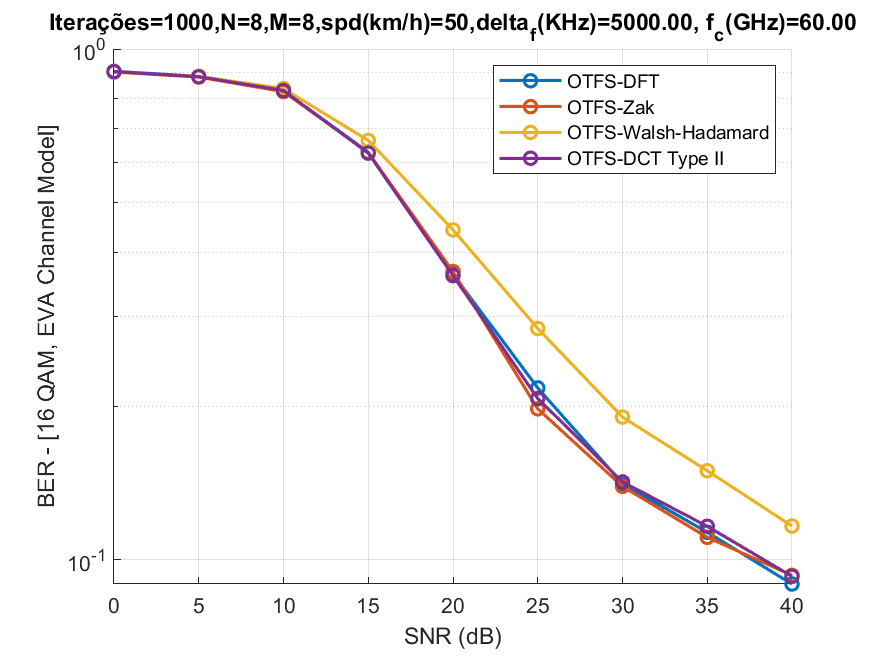 Iterações=1000,N=8,M=8,spd(km/h)=50,delta_f(KHz)=5000.00, f_c(GHz)=60.00
10^0
OTFS-DFT
OTFS-Zak
OTFS-Walsh-Hadamard
OTFS-DCT Type II
BER - [16 QAM, EVA Channel Model]
10^-1
0 5 10 15 20 25 30 35 40
SNR (dB)